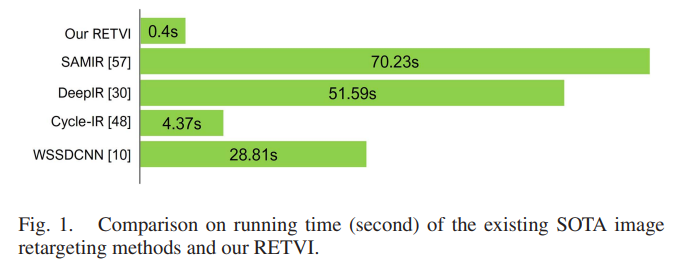 Our RETVI 0.4s
SAMIR [57] 70.23s
DeepIR [30] 51.59s
Cycle-IR [48] 4.37s
WSSDCNN [10] 28.81s
Fig. 1. Comparison on running time (second) of the existing SOTA image
retargeting methods and our RETVI.